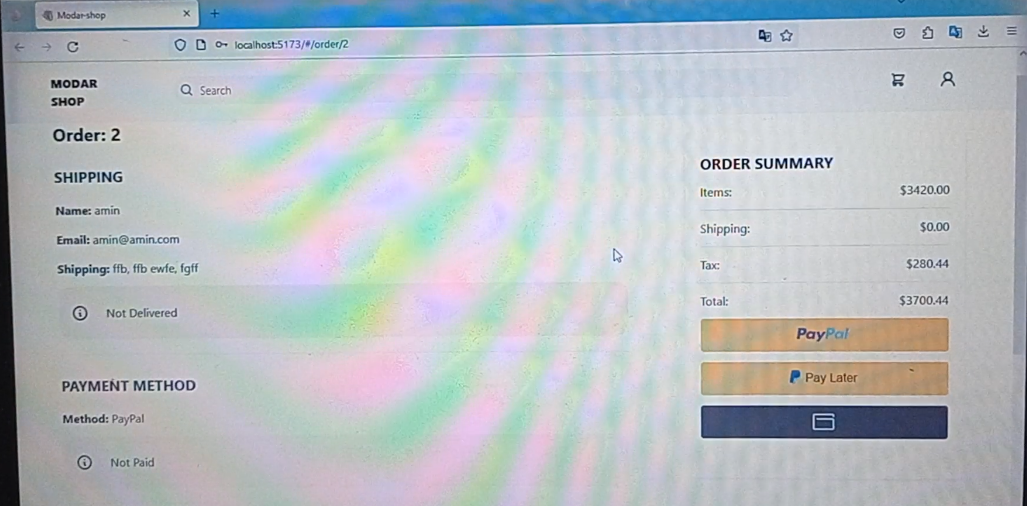 Modar-shop
localhost:5173/#/order/2
MODAR
SHOP
Search
Order: 2
SHIPPING
Name: amin
Email: amin@amin.com
Shipping: ffb, ffb ewfe, fgff
Not Delivered
PAYMENT METHOD
Method: PayPal
Not Paid
ORDER SUMMARY
Items: $3420.00
Shipping: $0.00
Tax: $280.44
Total: $3700.44
PayPal
Pay Later